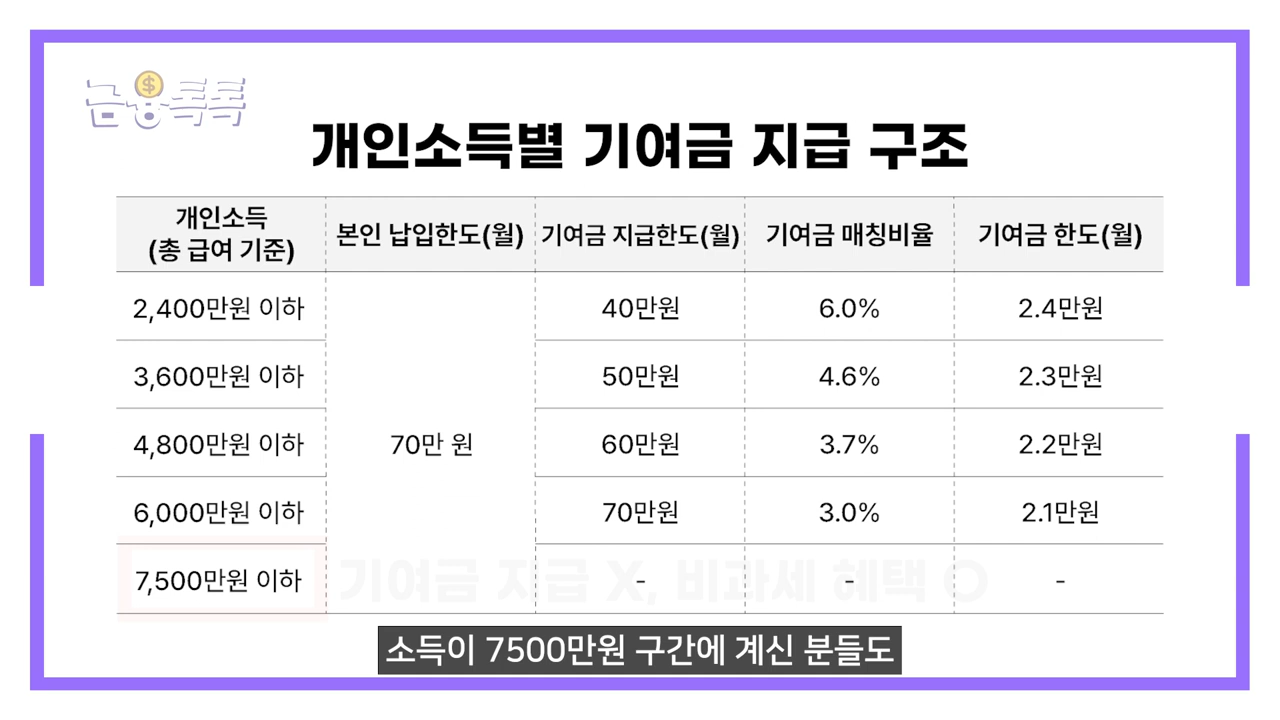 금융톡톡
개인소득별 기여금 지급 구조
개인소득
(총 급여 기준)
본인 납입한도(월)
기여금 지급한도(월)
기여금 매칭비율
기여금 한도(월)
2,400만원 이하
40만원
6.0%
2.4만원
3,600만원 이하
50만원
4.6%
2.3만원
4,800만원 이하
70만 원
60만원
3.7%
2.2만원
6,000만원 이하
70만원
3.0%
2.1만원
7,500만원 이하
-
-
-
기여금 지급 X, 비과세 혜택 O
소득이 7500만원 구간에 계신 분들도